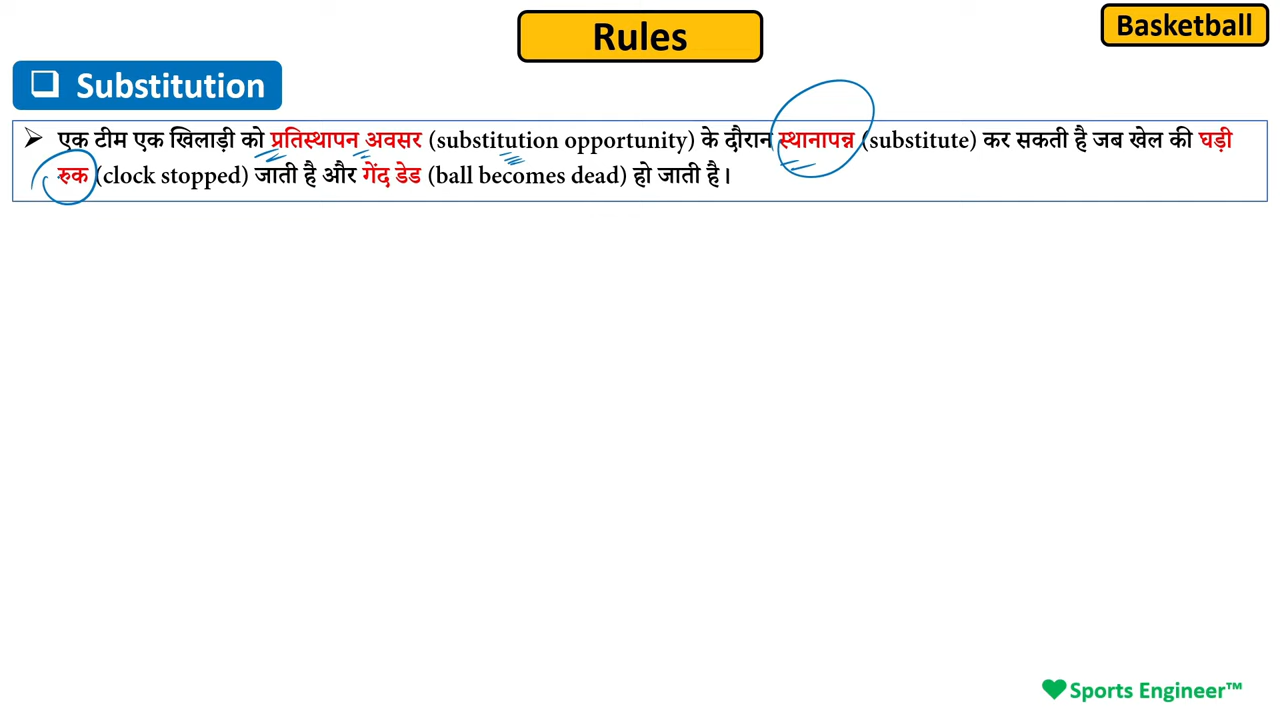 Rules
Basketball
❑ Substitution
➢ एक टीम एक खिलाड़ी को प्रतिस्थापन अवसर (substitution opportunity) के दौरान स्थानापन्न (substitute) कर सकती है जब खेल की घड़ी
रुक (clock stopped) जाती है और गेंद डेड (ball becomes dead) हो जाती है।
Sports Engineer™